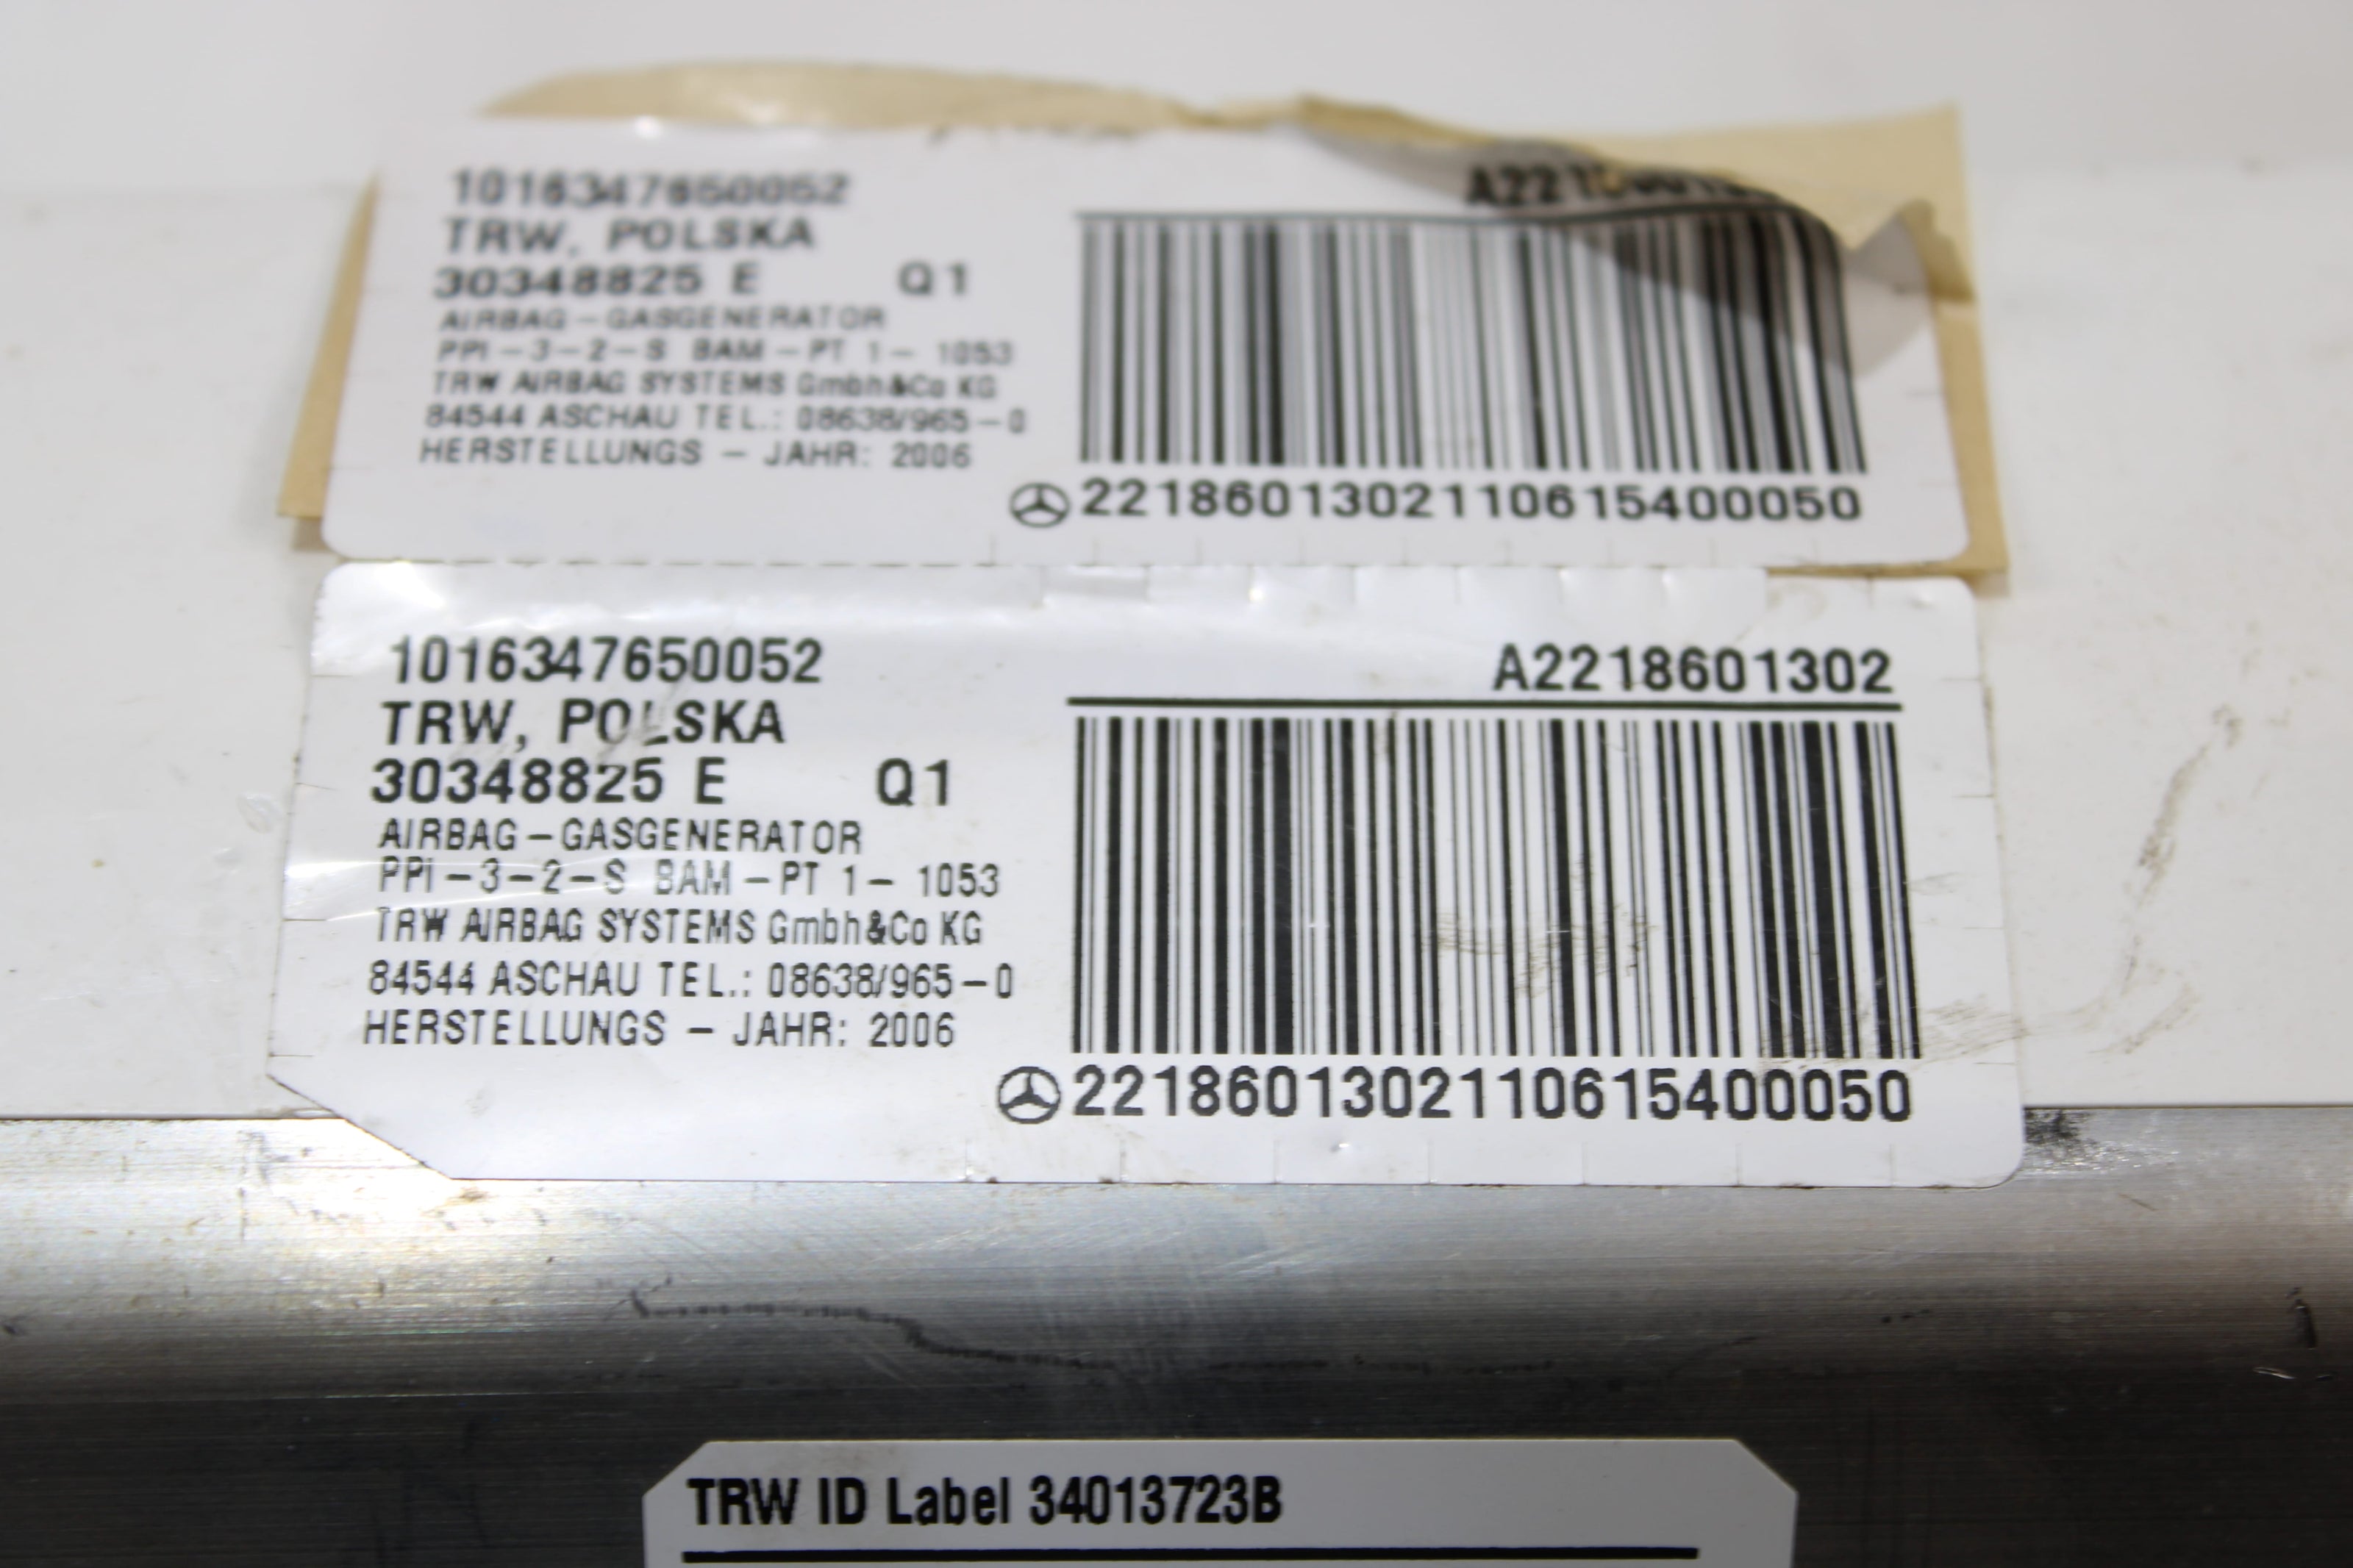 1016347650052
TRW, POLSKA
30348825 E Q1
AIRBAG-GASGENERATOR
PPI-3-2-S BAM-PT 1- 1053
TRW AIRBAG SYSTEMS Gmbh&Co KG
84544 ASCHAU TEL.: 08638/965-0
HERSTELLUNGS - JAHR: 2006
2218601302110615400050
1016347650052
A2218601302
TRW, POLSKA
30348825 E Q1
AIRBAG-GASGENERATOR
PPI-3-2-S BAM-PT 1- 1053
TRW AIRBAG SYSTEMS Gmbh&Co KG
84544 ASCHAU TEL.: 08638/965-0
HERSTELLUNGS - JAHR: 2006
2218601302110615400050
TRW ID Label 34013723B